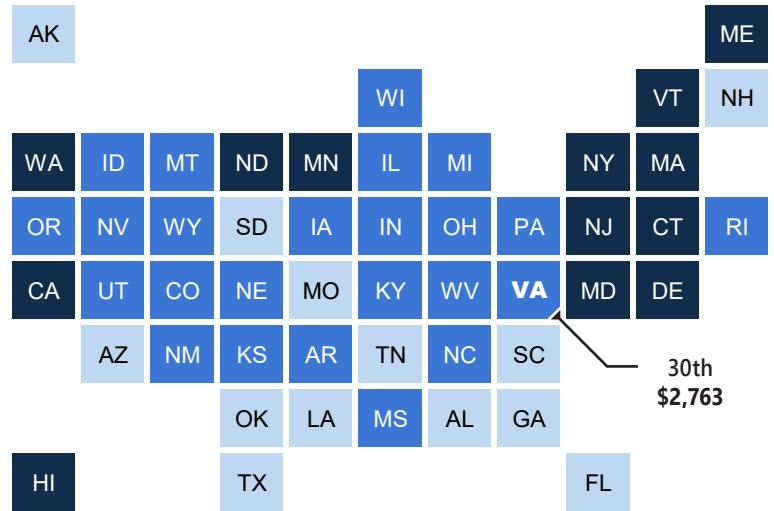 AK ME
WI VT NH
WA ID MT ND MN IL MI NY MA
OR NV WY SD IA IN OH PA NJ CT RI
CA UT CO NE MO KY WV VA MD DE
AZ NM KS AR TN NC SC
30th
$2,763
OK LA MS AL GA
HI TX FL